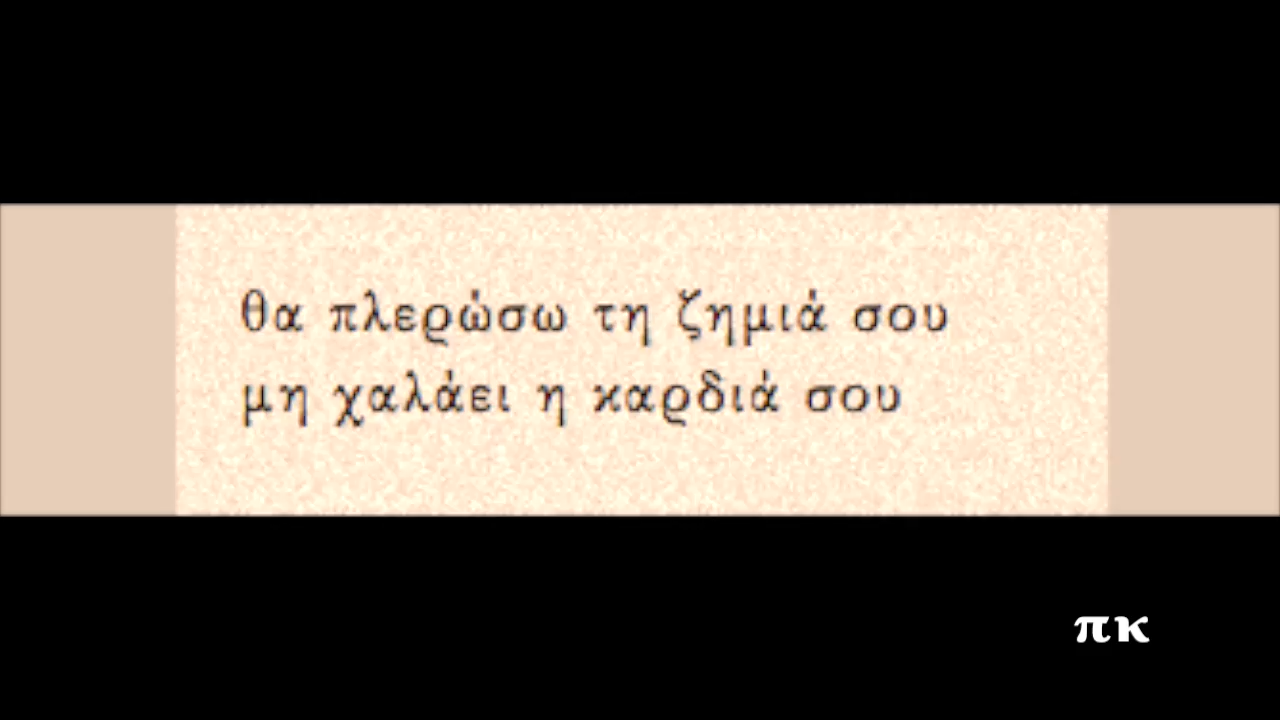 θα πλερώσω τη ζημιά σου
μη χαλάει η καρδιά σου
πκ